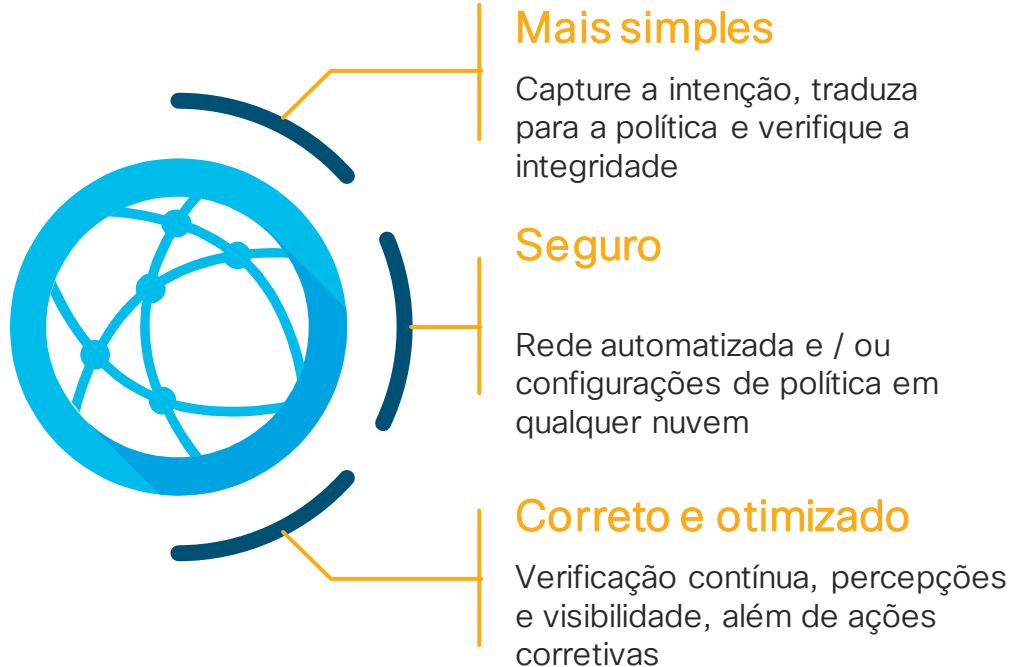 Mais simples
Capture a intenção, traduza
para a política e verifique a
integridade
Seguro
Rede automatizada e / ou
configurações de política em
qualquer nuvem
Correto e otimizado
Verificação contínua, percepções
e visibilidade, além de ações
corretivas